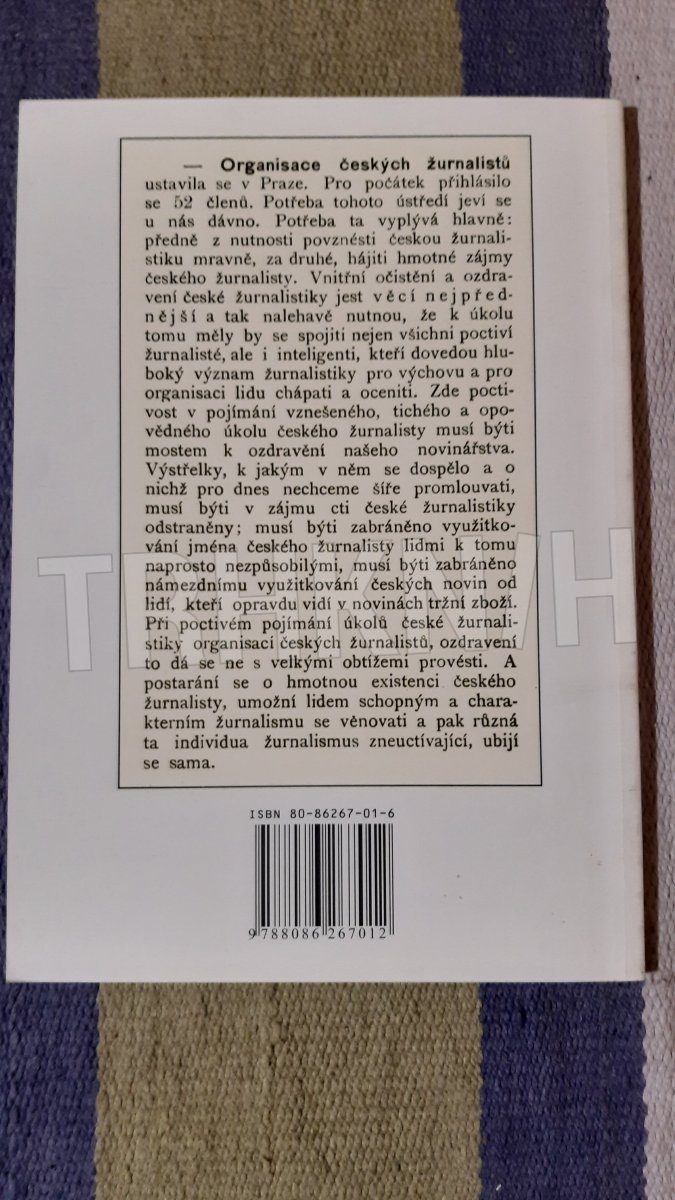 — Organisace českých žurnalistů
ustavila se v Praze. Pro počátek přihlásilo
se 52 členů. Potřeba tohoto ústředí jeví se
u nás dávno. Potřeba ta vyplývá hlavně:
předně z nutnosti povznésti českou žurnali-
stiku mravně, za druhé, hájiti hmotné zájmy
českého žurnalisty. Vnitřní očistění a ozdra-
vení české žurnalistiky jest věcí nejpřed-
nější a tak nalehavě nutnou, že k úkolu
tomu měly by se spojiti nejen všichni poctiví
žurnalisté, ale i inteligenti, kteří dovedou hlu-
boký význam žurnalistiky pro výchovu a pro
organisaci lidu chápati a oceniti. Zde pocti-
vost v pojímání vznešeného, tichého a opo-
vědného úkolu českého žurnalisty musí býti
mostem k ozdravění našeho novinářstva.
Výstřelky, k jakým v něm se dospělo a o
nichž pro dnes nechceme šíře promlouvati,
musí býti v zájmu cti české žurnalistiky
odstraněny; musí býti zabráněno využitko-
vání jména českého žurnalisty lidmi k tomu
naprosto nezpůsobilými, musí býti zabráněno
námezdnímu využitkování českých novin od
lidí, kteří opravdu vidí v novinách tržní zboží.
Při poctivém pojímání úkolů české žurnali-
stiky organisací českých žurnalistů, ozdravení
to dá se ne s velkými obtížemi provésti. A
postarání se o hmotnou existenci českého
žurnalisty, umožní lidem schopným a chara-
kterním žurnalismu se věnovati a pak různá
ta individua žurnalismus zneuctívající, ubijí
se sama.
ISBN 80-86267-01-6
9 788086 267012